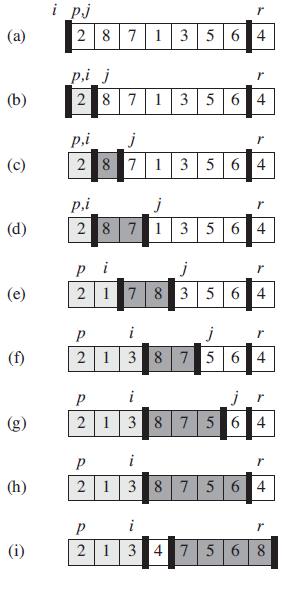 i p,j r
(a) 2 8 7 1 3 5 6 4
p,i j r
(b) 2 8 7 1 3 5 6 4
p,i j r
(c) 2 8 7 1 3 5 6 4
p,i j r
(d) 2 8 7 1 3 5 6 4
p i j r
(e) 2 1 7 8 3 5 6 4
p i j r
(f) 2 1 3 8 7 5 6 4
p i j r
(g) 2 1 3 8 7 5 6 4
p i r
(h) 2 1 3 8 7 5 6 4
p i r
(i) 2 1 3 4 7 5 6 8